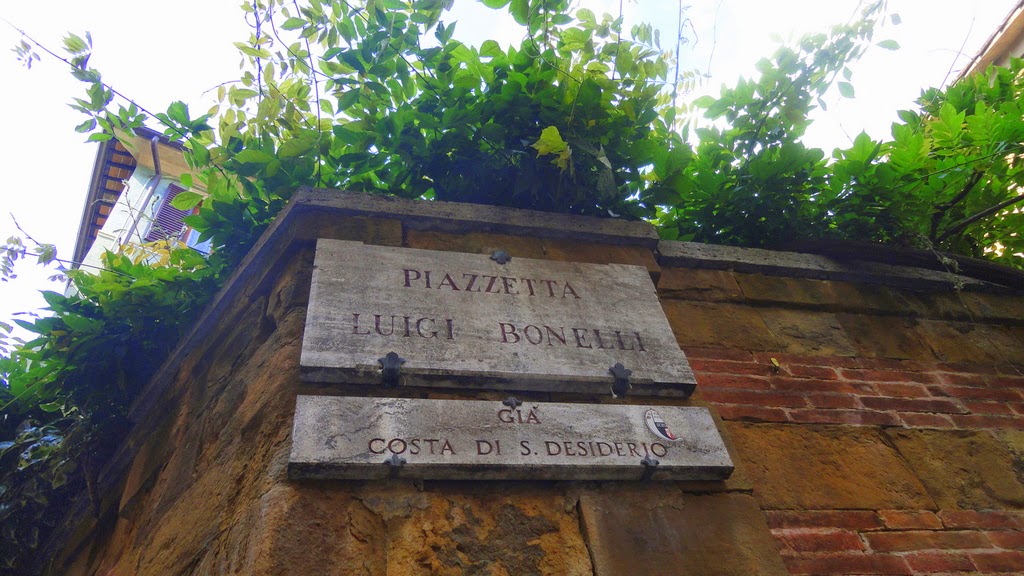 PIAZZETTA
LUIGI BONELLI
GIÀ
COSTA DI S. DESIDERIO